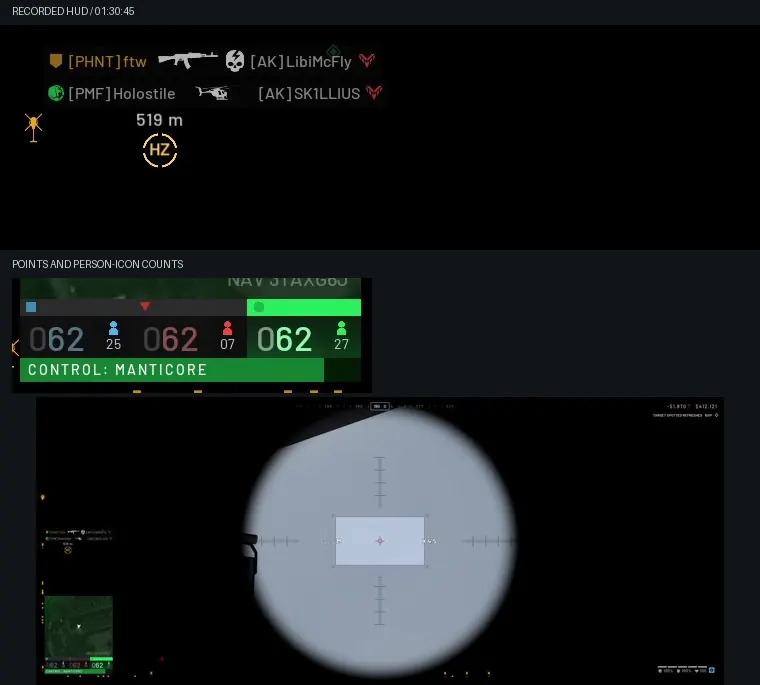 RECORDED HUD / 01:30:45
[PHNT] ftw [AK] LibiMcFly
[PMF] Holostile [AK] SK1LLIUS
519 m
HZ
POINTS AND PERSON-ICON COUNTS
062 25 062 07 062 27
CONTROL: MANTICORE